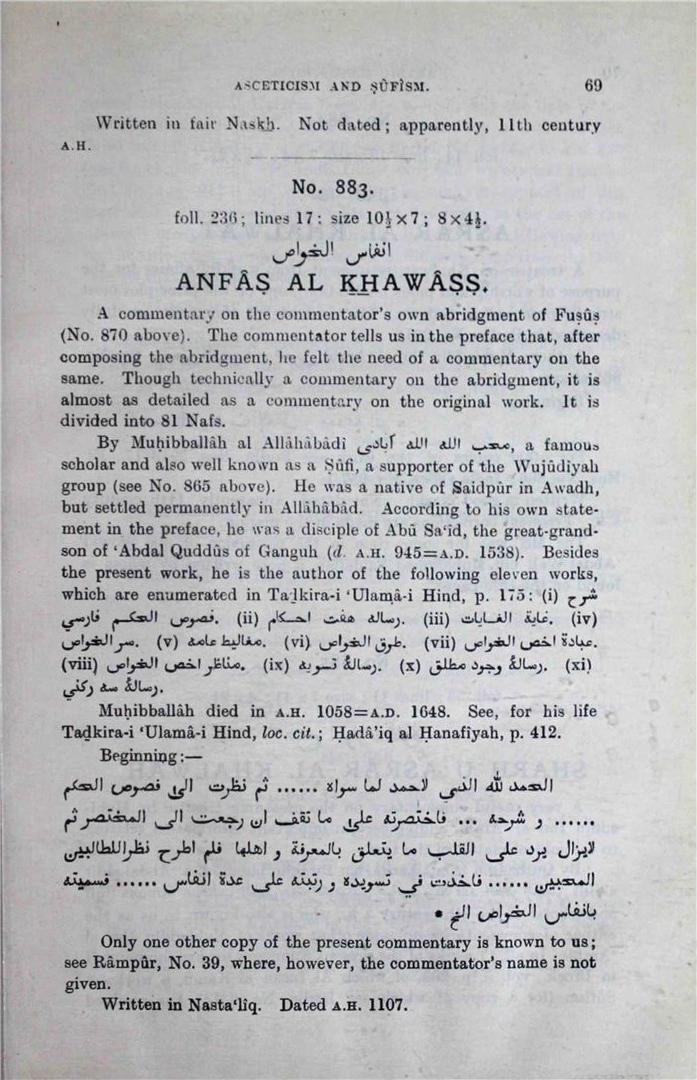 ASCETICISM AND ṢÛFÎSM. 69
Written in fair Nas͟kh. Not dated; apparently, 11th century
A.H.
No. 883.
foll. 236; lines 17; size 10½ × 7; 8 × 4½.
انفاس الخواص
ANFÂṢ AL K͟HAWÂṢṢ.
A commentary on the commentator's own abridgment of Fuṣûṣ
(No. 870 above). The commentator tells us in the preface that, after
composing the abridgment, he felt the need of a commentary on the
same. Though technically a commentary on the abridgment, it is
almost as detailed as a commentary on the original work. It is
divided into 81 Nafs.
By Muḥibballâh al Allâhâbâdî محب الله الله آبادى, a famous
scholar and also well known as a Ṣûfi, a supporter of the Wujûdiyah
group (see No. 865 above). He was a native of Saidpûr in Awadh,
but settled permanently in Allâhâbâd. According to his own state-
ment in the preface, he was a disciple of Abû Sa‘îd, the great-grand-
son of ‘Abdal Quddûs of Ganguh (d. A.H. 945=A.D. 1538). Besides
the present work, he is the author of the following eleven works,
which are enumerated in Taḏkira-i ‘Ulamâ-i Hind, p. 175: (i) شرح
فصوص الحكم فارسي. (ii) رساله هفت احكام. (iii) غاية الغايات. (iv)
سر الخواص. (v) مغاليط عامه. (vi) طرق الخواص. (vii) عبادة اخص الخواص.
(viii) مناظر اخص الخواص. (ix) رسالهٔ تسويه. (x) رسالهٔ وجود مطلق. (xi)
رسالهٔ سه ركني.
Muḥibballâh died in A.H. 1058=A.D. 1648. See, for his life
Taḏkira-i ‘Ulamâ-i Hind, loc. cit.; Ḥadâ’iq al Ḥanafîyah, p. 412.
Beginning:—
الحمد لله الذي لاحمد لما سواه ...... ثم نظرت الى فصوص الحكم
...... و شرحه ... فاختصرته على ما تقف ان رجعت الى المختصر ثم
لايزال يرد على القلب ما يتعلق بالمعرفة و اهلها فلم اطرح نظرا للطالبين
المحبين ...... فاخذت في تسويده و رتبته على عدة انفاس ...... فسميته
بانفاس الخواص الخ •
Only one other copy of the present commentary is known to us;
see Râmpûr, No. 39, where, however, the commentator's name is not
given.
Written in Nasta‘lîq. Dated A.H. 1107.